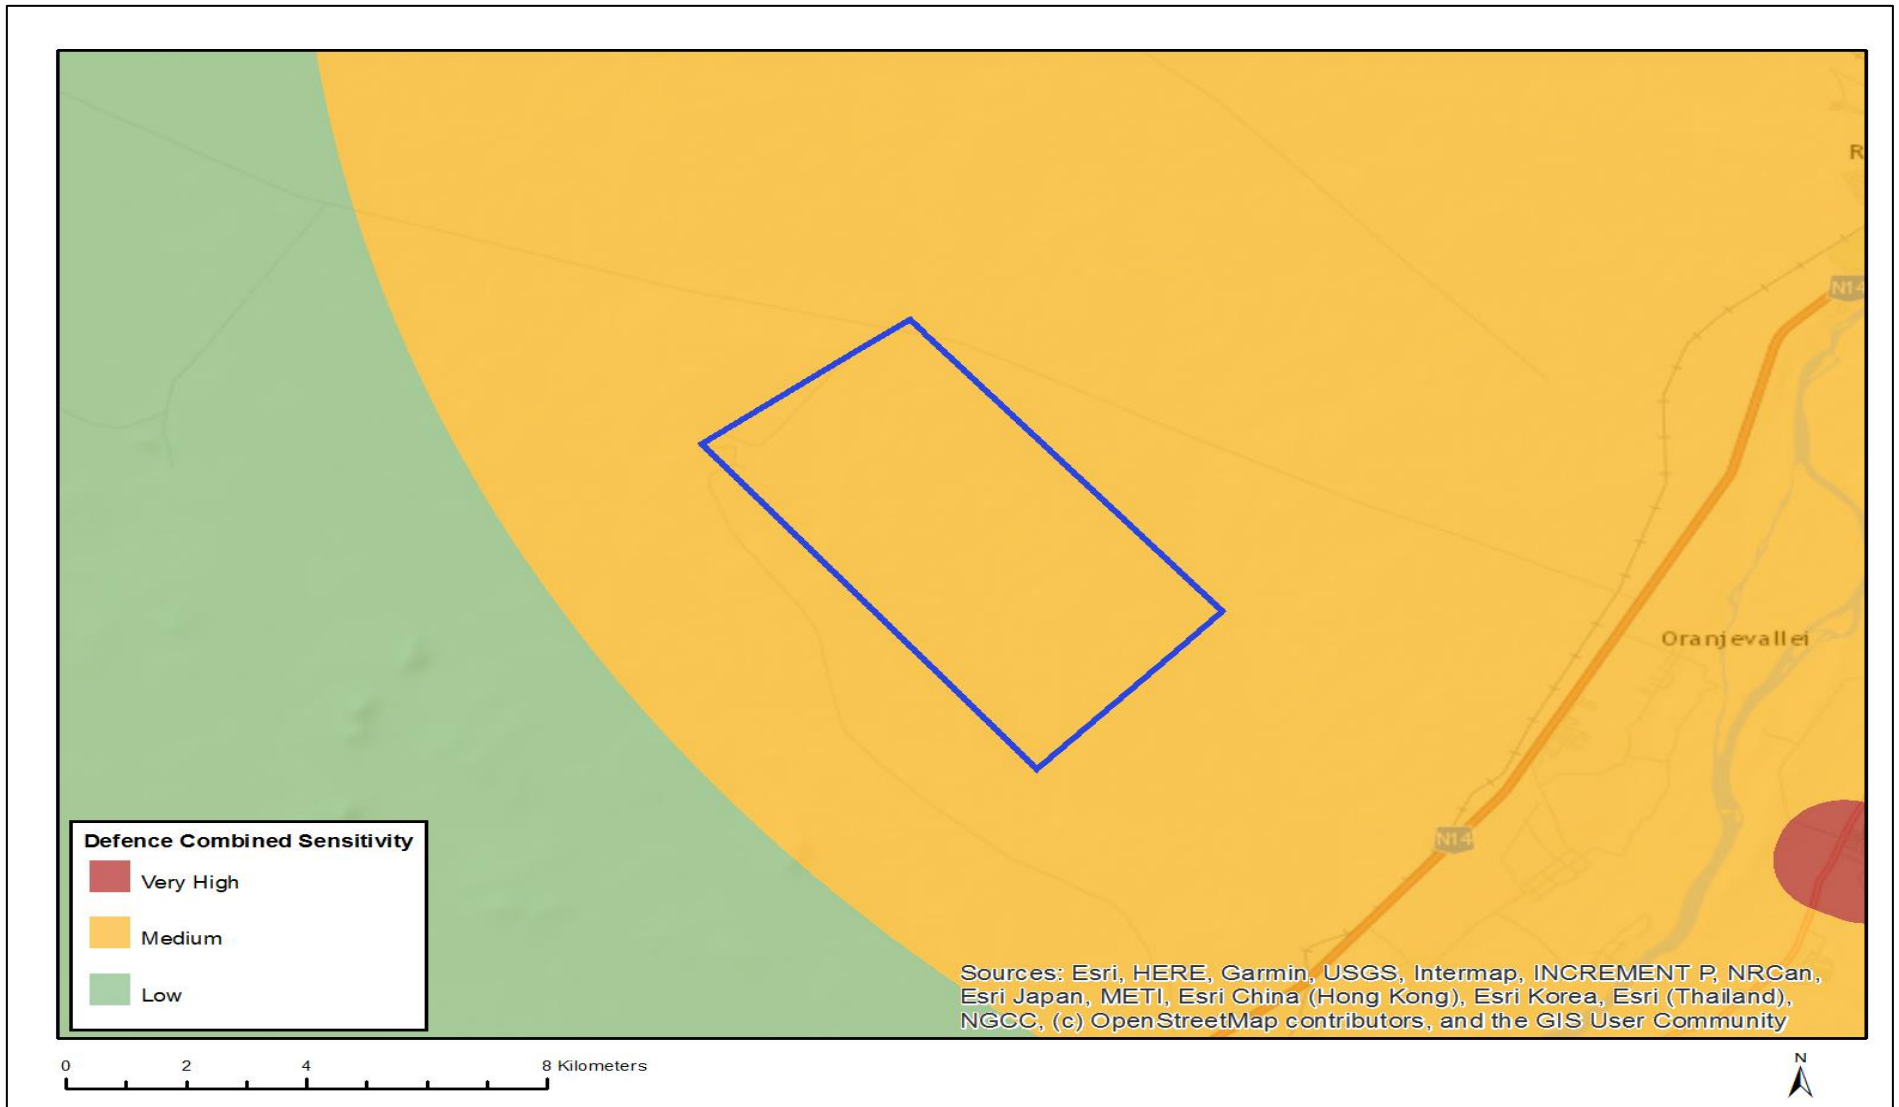 R
N14
Oranjevallei
N14
Defence Combined Sensitivity
Very High
Medium
Low
Sources: Esri, HERE, Garmin, USGS, Intermap, INCREMENT P, NRCan,
Esri Japan, METI, Esri China (Hong Kong), Esri Korea, Esri (Thailand),
NGCC, (c) OpenStreetMap contributors, and the GIS User Community
0 2 4 8 Kilometers
N